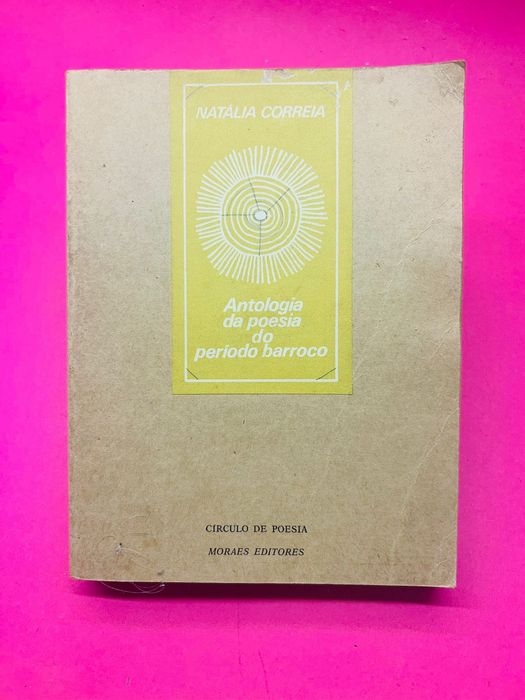 NATÁLIA CORREIA
Antologia
da poesia
do
período barroco
CÍRCULO DE POESIA
MORAES EDITORES